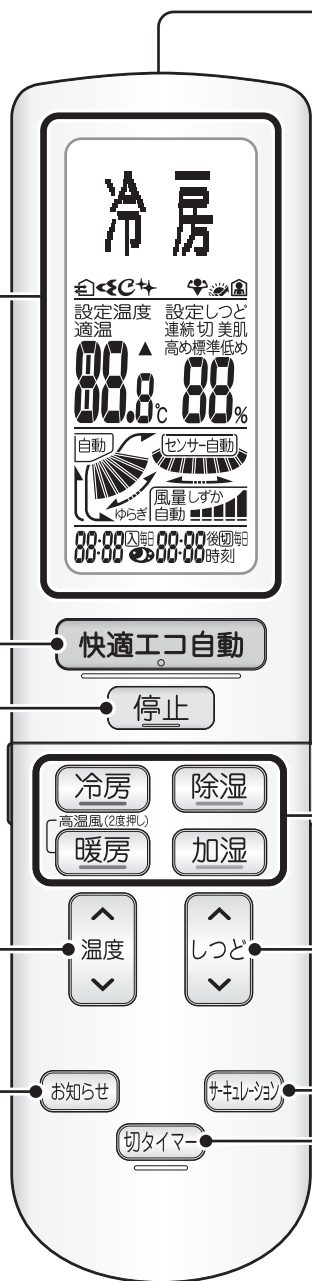 冷房
設定温度 設定しつど
適温 連続 切 美肌
▲ 高め標準低め
88.8℃ 88%
自動 センサー自動
ゆらぎ 風量 しずか
自動
88:88 入 毎日 88:88 後 切 毎日
時刻
快適エコ自動
停止
冷房 除湿
高温風(2度押し)
暖房 加湿
温度 しつど
お知らせ サーキュレーション
切タイマー